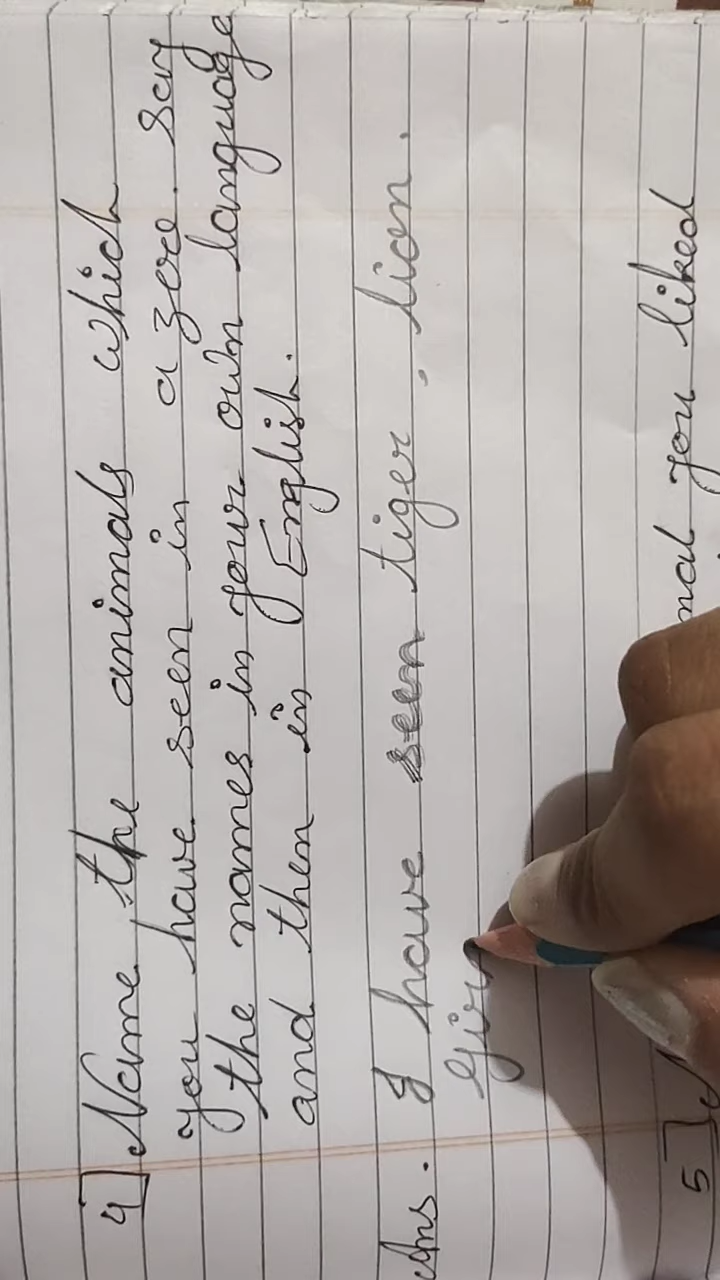 4] Name the animals which
you have seen in a zoo. Say
the names in your own language
and then in English.
Ans. I have seen tiger, lion.
gir
5]
you liked